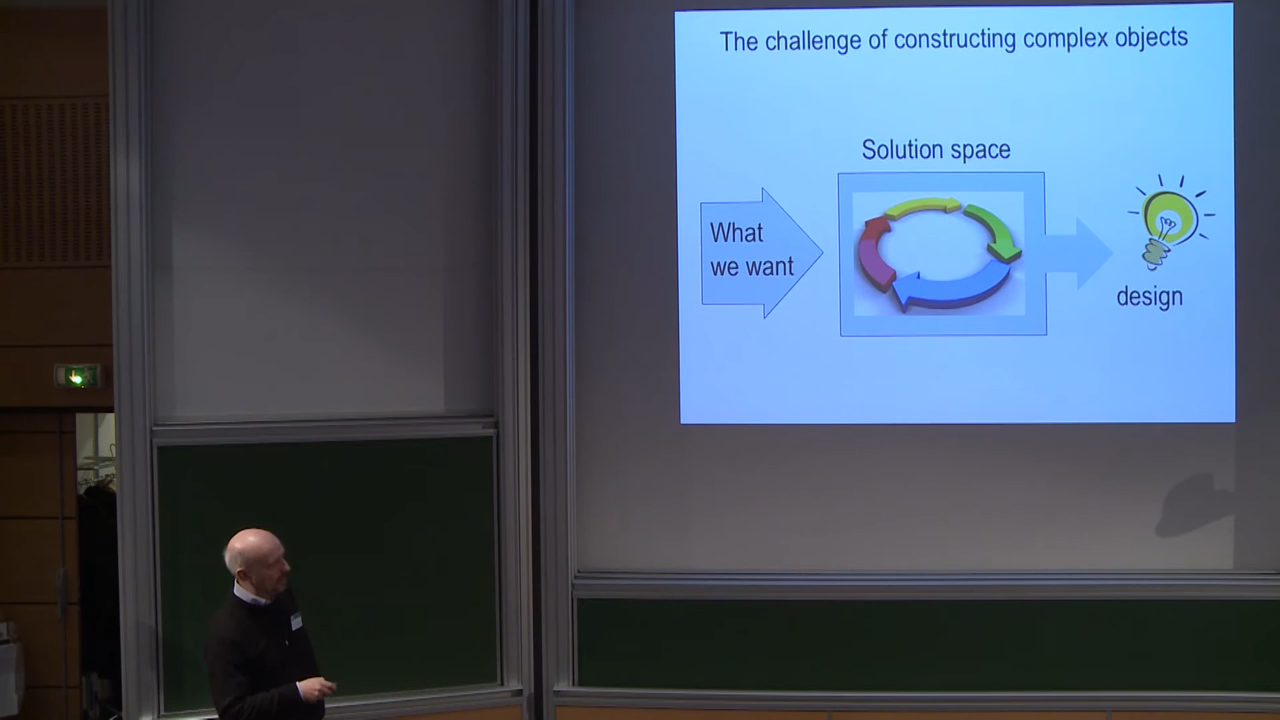 The challenge of constructing complex objects
Solution space
What
we want
design